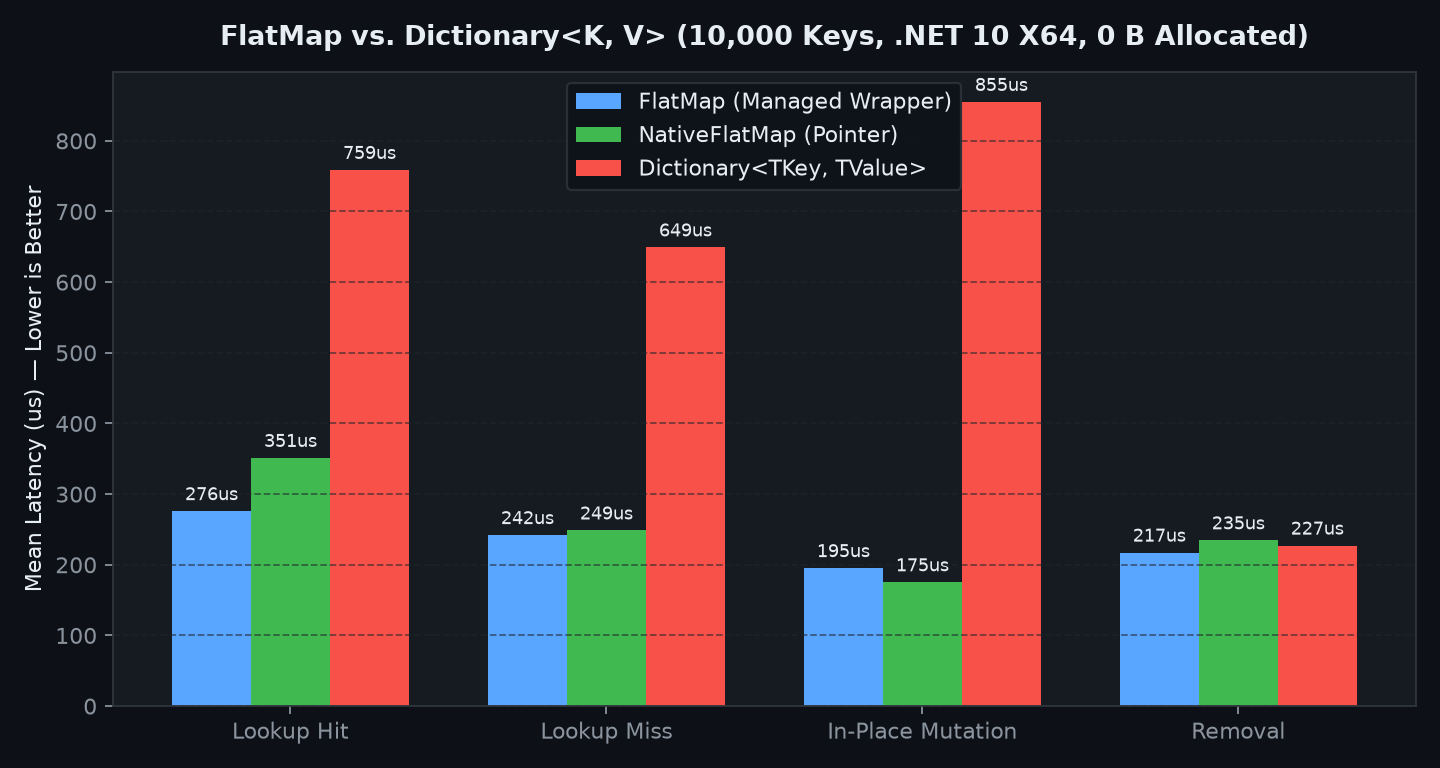 FlatMap vs. Dictionary<K, V> (10,000 Keys, .NET 10 X64, 0 B Allocated)
Mean Latency (us) — Lower is Better
800
700
600
500
400
300
200
100
0
FlatMap (Managed Wrapper)
NativeFlatMap (Pointer)
Dictionary<TKey, TValue>
276us
351us
759us
242us
249us
649us
195us
175us
855us
217us
235us
227us
Lookup Hit
Lookup Miss
In-Place Mutation
Removal